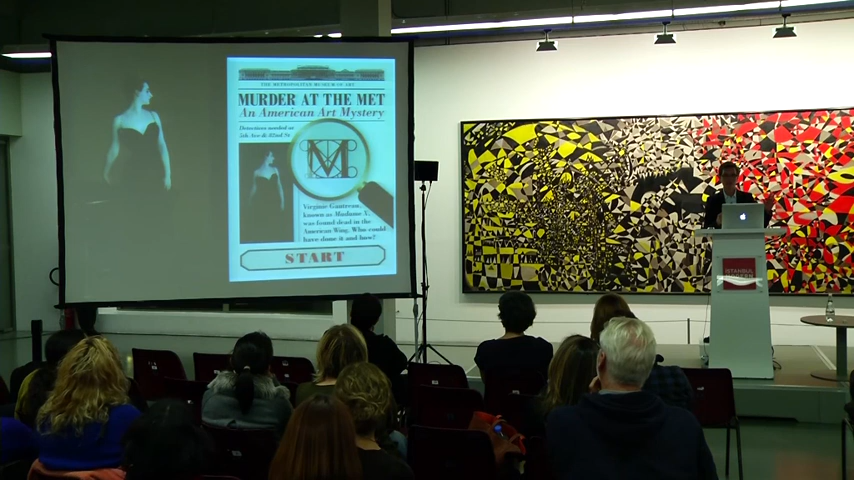 THE METROPOLITAN MUSEUM OF ART
MURDER AT THE MET
An American Art Mystery
Detectives needed at
5th Ave & 82nd St
M
Virginie Gautreau,
known as Madame X,
was found dead in the
American Wing. Who could
have done it and how?
START
ISTANBUL
MODERN